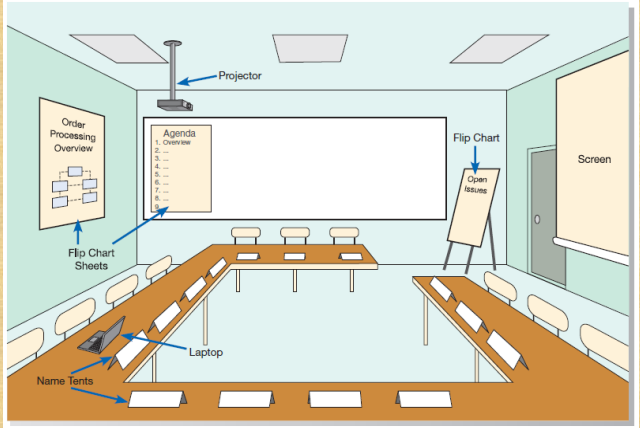 Projector
Order
Processing
Overview
Agenda
1. Overview
2. ...
3. ...
4. ...
5. ...
6. ...
7. ...
8. ...
9.
Flip Chart
Open
Issues
Screen
Flip Chart
Sheets
Laptop
Name Tents